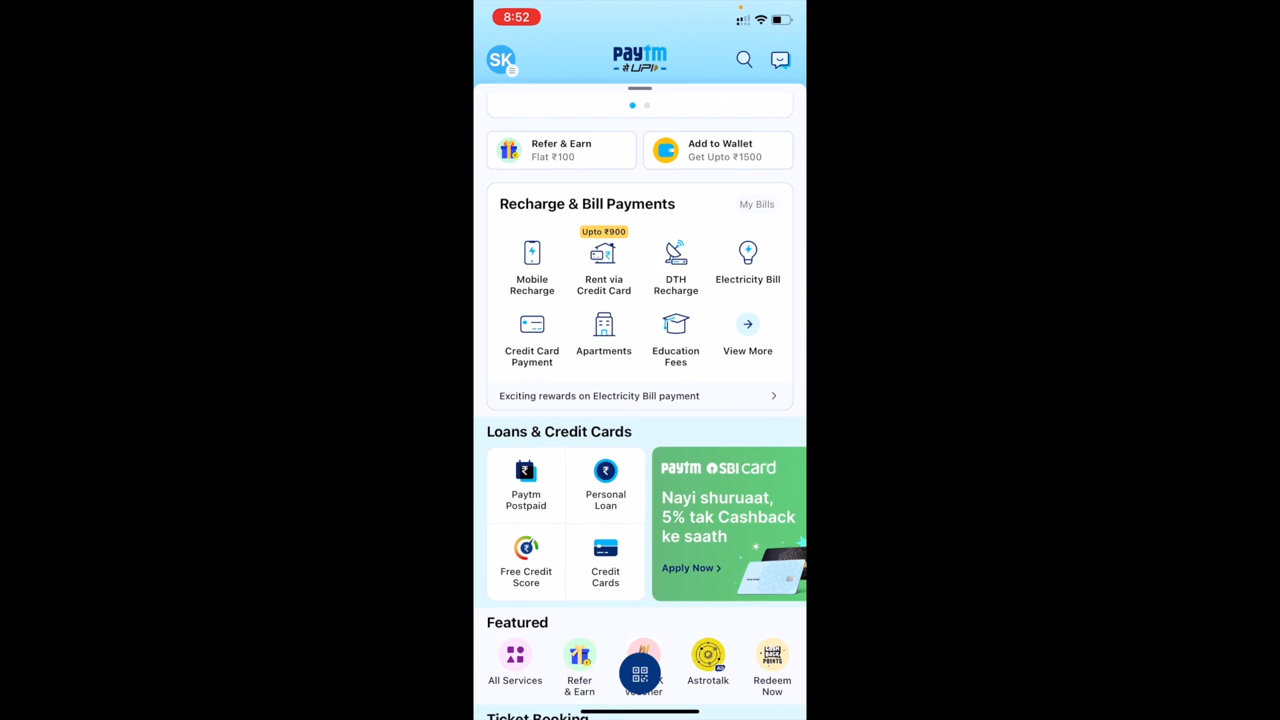 8:52
SK
paytm
UPI
Refer & Earn
Flat ₹100
Add to Wallet
Get Upto ₹1500
Recharge & Bill Payments
My Bills
Upto ₹900
Mobile
Recharge
Rent via
Credit Card
DTH
Recharge
Electricity Bill
Credit Card
Payment
Apartments
Education
Fees
View More
Exciting rewards on Electricity Bill payment
Loans & Credit Cards
Paytm
Postpaid
Personal
Loan
Free Credit
Score
Credit
Cards
paytm SBI card
Nayi shuruaat,
5% tak Cashback
ke saath
Apply Now
Featured
All Services
Refer
& Earn
voucher
Astrotalk
Redeem
Now
POINTS
Ticket Booking